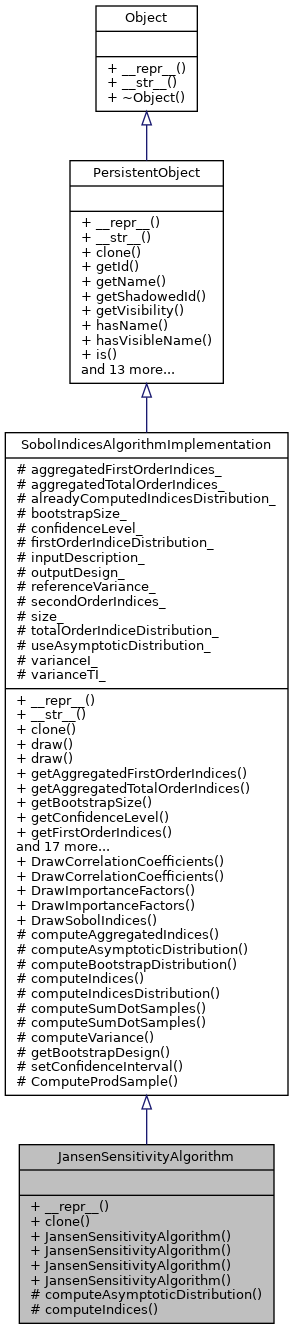 Object
+ __repr__()
+ __str__()
+ ~Object()
PersistentObject
+ __repr__()
+ __str__()
+ clone()
+ getId()
+ getName()
+ getShadowedId()
+ getVisibility()
+ hasName()
+ hasVisibleName()
+ is()
and 13 more...
SobolIndicesAlgorithmImplementation
# aggregatedFirstOrderIndices_
# aggregatedTotalOrderIndices_
# alreadyComputedIndicesDistribution_
# bootstrapSize_
# confidenceLevel_
# firstOrderIndiceDistribution_
# inputDescription_
# outputDesign_
# referenceVariance_
# secondOrderIndices_
# size_
# totalOrderIndiceDistribution_
# useAsymptoticDistribution_
# varianceI_
# varianceTI_
+ __repr__()
+ __str__()
+ clone()
+ draw()
+ draw()
+ getAggregatedFirstOrderIndices()
+ getAggregatedTotalOrderIndices()
+ getBootstrapSize()
+ getConfidenceLevel()
+ getFirstOrderIndices()
and 17 more...
+ DrawCorrelationCoefficients()
+ DrawCorrelationCoefficients()
+ DrawImportanceFactors()
+ DrawImportanceFactors()
+ DrawSobolIndices()
# computeAggregatedIndices()
# computeAsymptoticDistribution()
# computeBootstrapDistribution()
# computeIndices()
# computeIndicesDistribution()
# computeSumDotSamples()
# computeSumDotSamples()
# computeVariance()
# getBootstrapDesign()
# setConfidenceInterval()
# ComputeProdSample()
JansenSensitivityAlgorithm
+ __repr__()
+ clone()
+ JansenSensitivityAlgorithm()
+ JansenSensitivityAlgorithm()
+ JansenSensitivityAlgorithm()
+ JansenSensitivityAlgorithm()
# computeAsymptoticDistribution()
# computeIndices()